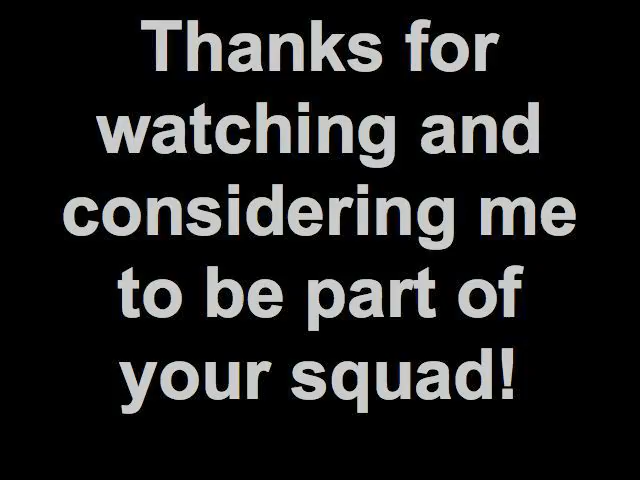 Thanks for
watching and
considering me
to be part of
your squad!